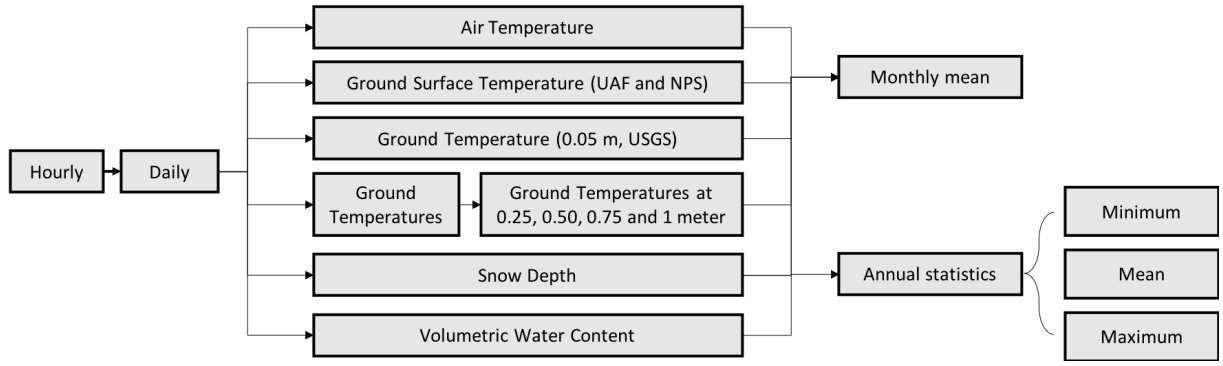 Hourly
Daily
Air Temperature
Ground Surface Temperature (UAF and NPS)
Ground Temperature (0.05 m, USGS)
Ground
Temperatures
Ground Temperatures at
0.25, 0.50, 0.75 and 1 meter
Snow Depth
Volumetric Water Content
Monthly mean
Annual statistics
Minimum
Mean
Maximum